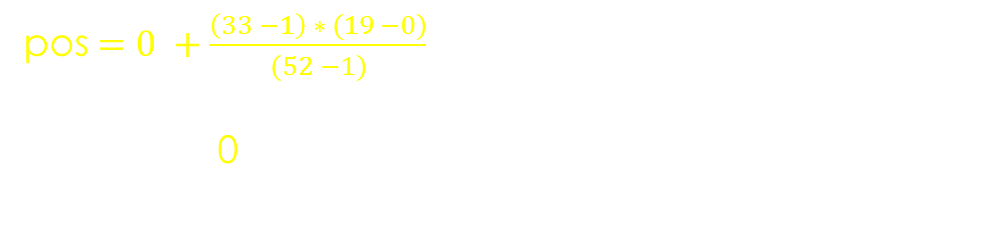 pos = 0 + (33 −1) * (19 −0) / (52 −1)
0